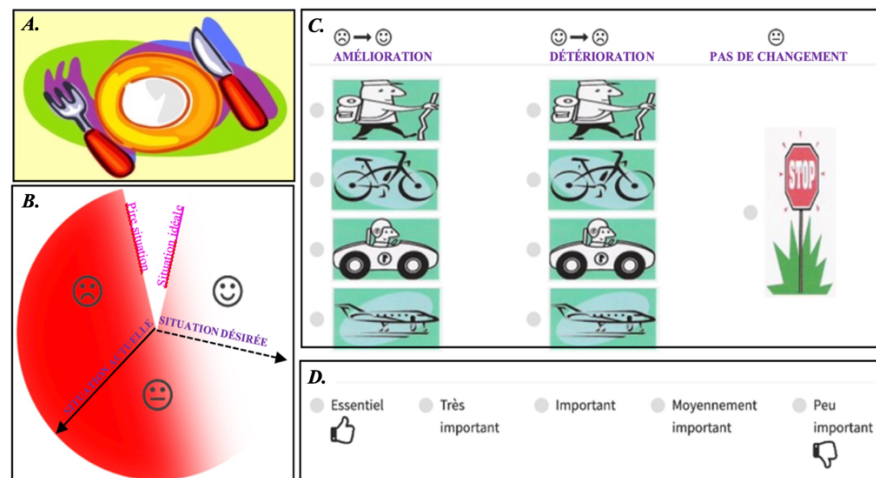 A.
B.
Pire situation
Situation idéale
SITUATION ACTUELLE
SITUATION DÉSIRÉE
C.
AMÉLIORATION
DÉTÉRIORATION
PAS DE CHANGEMENT
STOP
D.
Essentiel
Très
important
Important
Moyennement
important
Peu
important